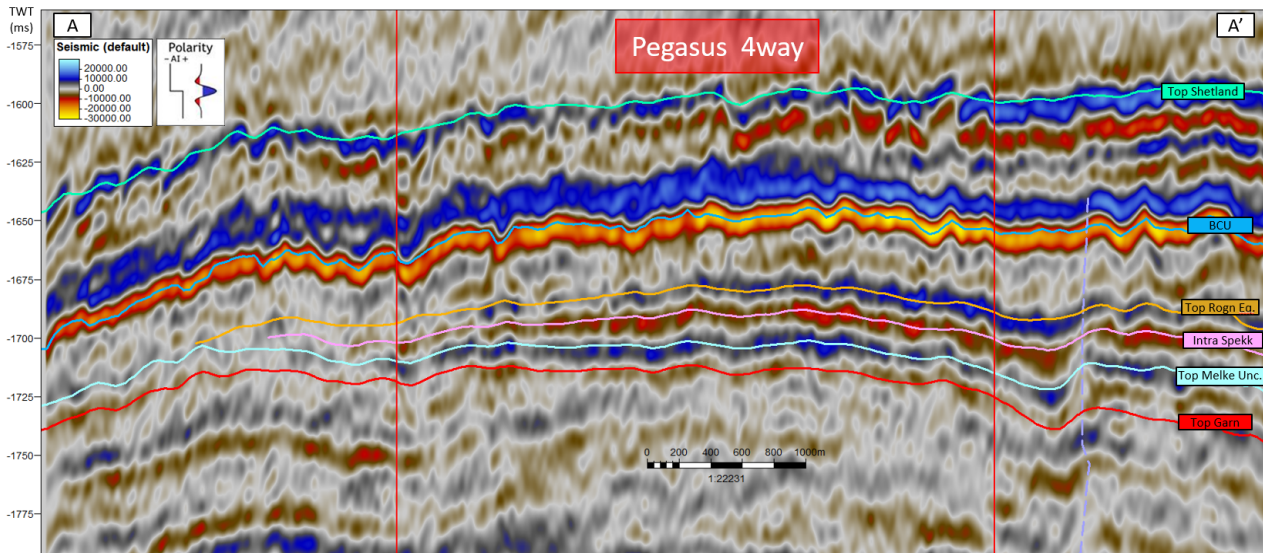 TWT
(ms)
A
Pegasus 4way
A’
Seismic (default)
20000.00
10000.00
0.00
-10000.00
-20000.00
-30000.00
Polarity
- AI +
-1575
-1600
-1625
-1650
-1675
-1700
-1725
-1750
-1775
Top Shetland
BCU
Top Rogn Eq.
Intra Spekk
Top Melke Unc.
Top Garn
0 200 400 600 800 1000m
1:22231